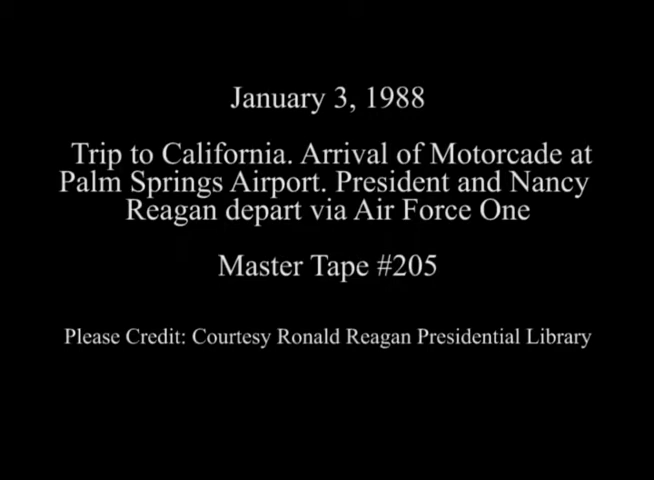 January 3, 1988
Trip to California. Arrival of Motorcade at
Palm Springs Airport. President and Nancy
Reagan depart via Air Force One
Master Tape #205
Please Credit: Courtesy Ronald Reagan Presidential Library